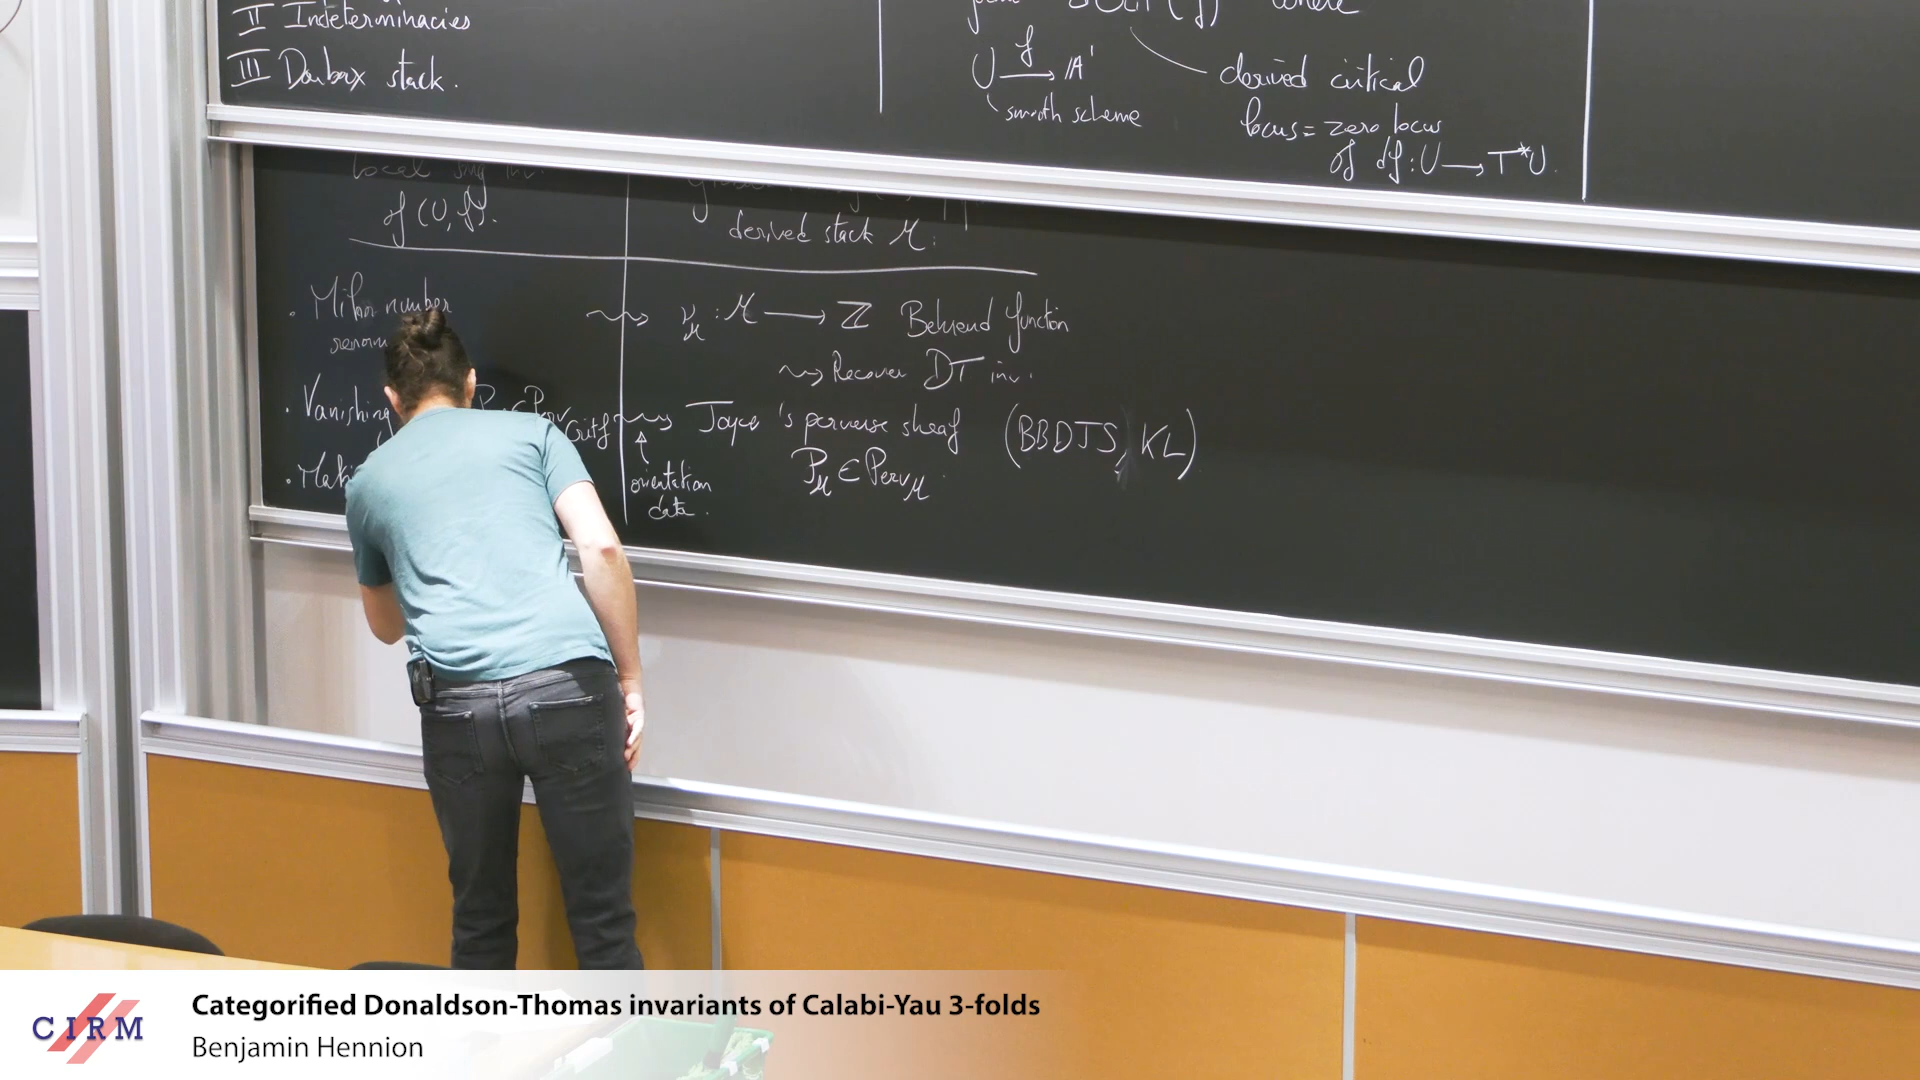 II Indeterminacies
III Darboux stack.
where
U —f→ A¹
smooth scheme
derived critical
locus = zero locus
of df : U → T*U.
of (U, f).
derived stack M:
· Milnor number
ν_M : M → ℤ Behrend function
⇝ Recover DT inv.
· Vanishing
Joyce's perverse sheaf (BBDJS, KL)
P_M ∈ Perv_M.
orientation
data.
CIRM
Categorified Donaldson-Thomas invariants of Calabi-Yau 3-folds
Benjamin Hennion